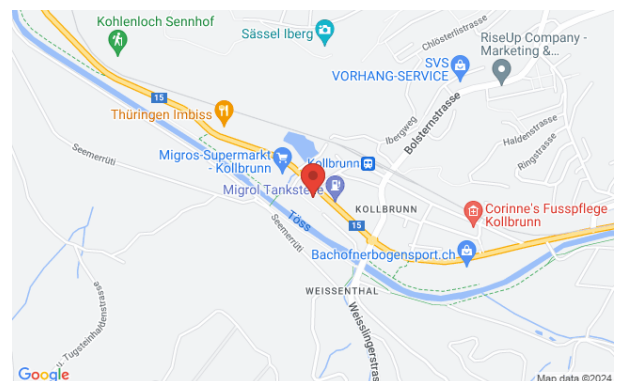 Kohlenloch Sennhof
Sässel Iberg
Chlösterlistrasse
RiseUp Company -
Marketing &...
SVS
VORHANG-SERVICE
15
Thüringen Imbiss
Bolsternstrasse
Ibergweg
Haldenstrasse
Ringstrasse
Seemerrüti
Migros-Supermarkt
- Kollbrunn
Kollbrunn
Migrol Tankstelle
KOLLBRUNN
Corinne's Fusspflege
Kollbrunn
Töss
15
Seemerrüti
Bachofnerbogensport.ch
WEISSENTHAL
Weisslingerstrasse
u. Tugsteinhaldenstrasse
Google
Map data ©2024